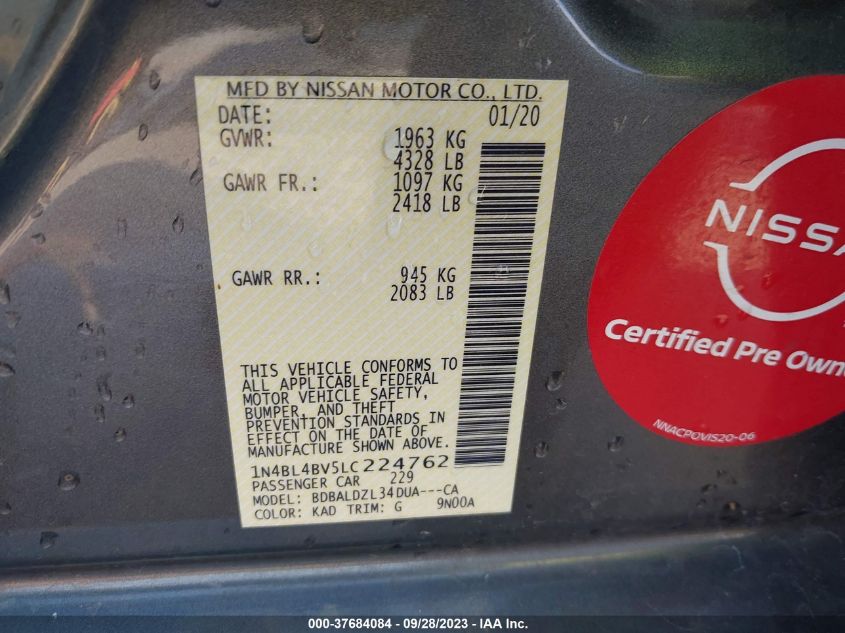 MFD BY NISSAN MOTOR CO., LTD.
DATE: 01/20
GVWR: 1963 KG
4328 LB
GAWR FR.: 1097 KG
2418 LB
GAWR RR.: 945 KG
2083 LB
THIS VEHICLE CONFORMS TO
ALL APPLICABLE FEDERAL
MOTOR VEHICLE SAFETY,
BUMPER, AND THEFT
PREVENTION STANDARDS IN
EFFECT ON THE DATE OF
MANUFACTURE SHOWN ABOVE.
1N4BL4BV5LC224762
PASSENGER CAR 229
MODEL: BDBALDZL34DUA---CA
COLOR: KAD TRIM: G 9N00A
NISSA
Certified Pre Own
NNACPOVIS20-06
000-37684084 - 09/28/2023 - IAA Inc.